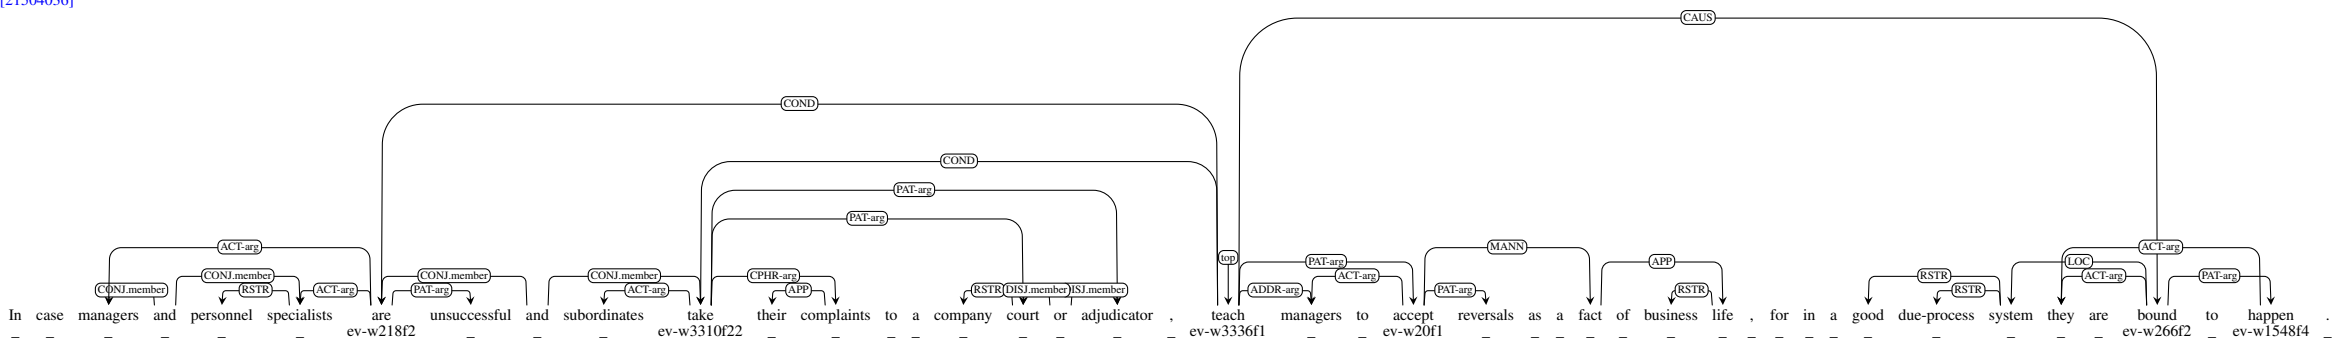 CAUS
COND
COND
PAT-arg
PAT-arg
ACT-arg MANN ACT-arg
top PAT-arg APP LOC
CONJ.member CONJ.member CONJ.member CPHR-arg ACT-arg RSTR ACT-arg PAT-arg
CONJ.member RSTR ACT-arg PAT-arg ACT-arg APP RSTR DISJ.member ISJ.member ADDR-arg PAT-arg RSTR RSTR
In case managers and personnel specialists are unsuccessful and subordinates take their complaints to a company court or adjudicator , teach managers to accept reversals as a fact of business life , for in a good due-process system they are bound to happen .
_ _ _ _ _ _ ev-w218f2 _ _ _ ev-w3310f22 _ _ _ _ _ _ _ _ _ ev-w3336f1 _ _ ev-w20f1 _ _ _ _ _ _ _ _ _ _ _ _ _ _ _ _ ev-w266f2 _ ev-w1548f4 _